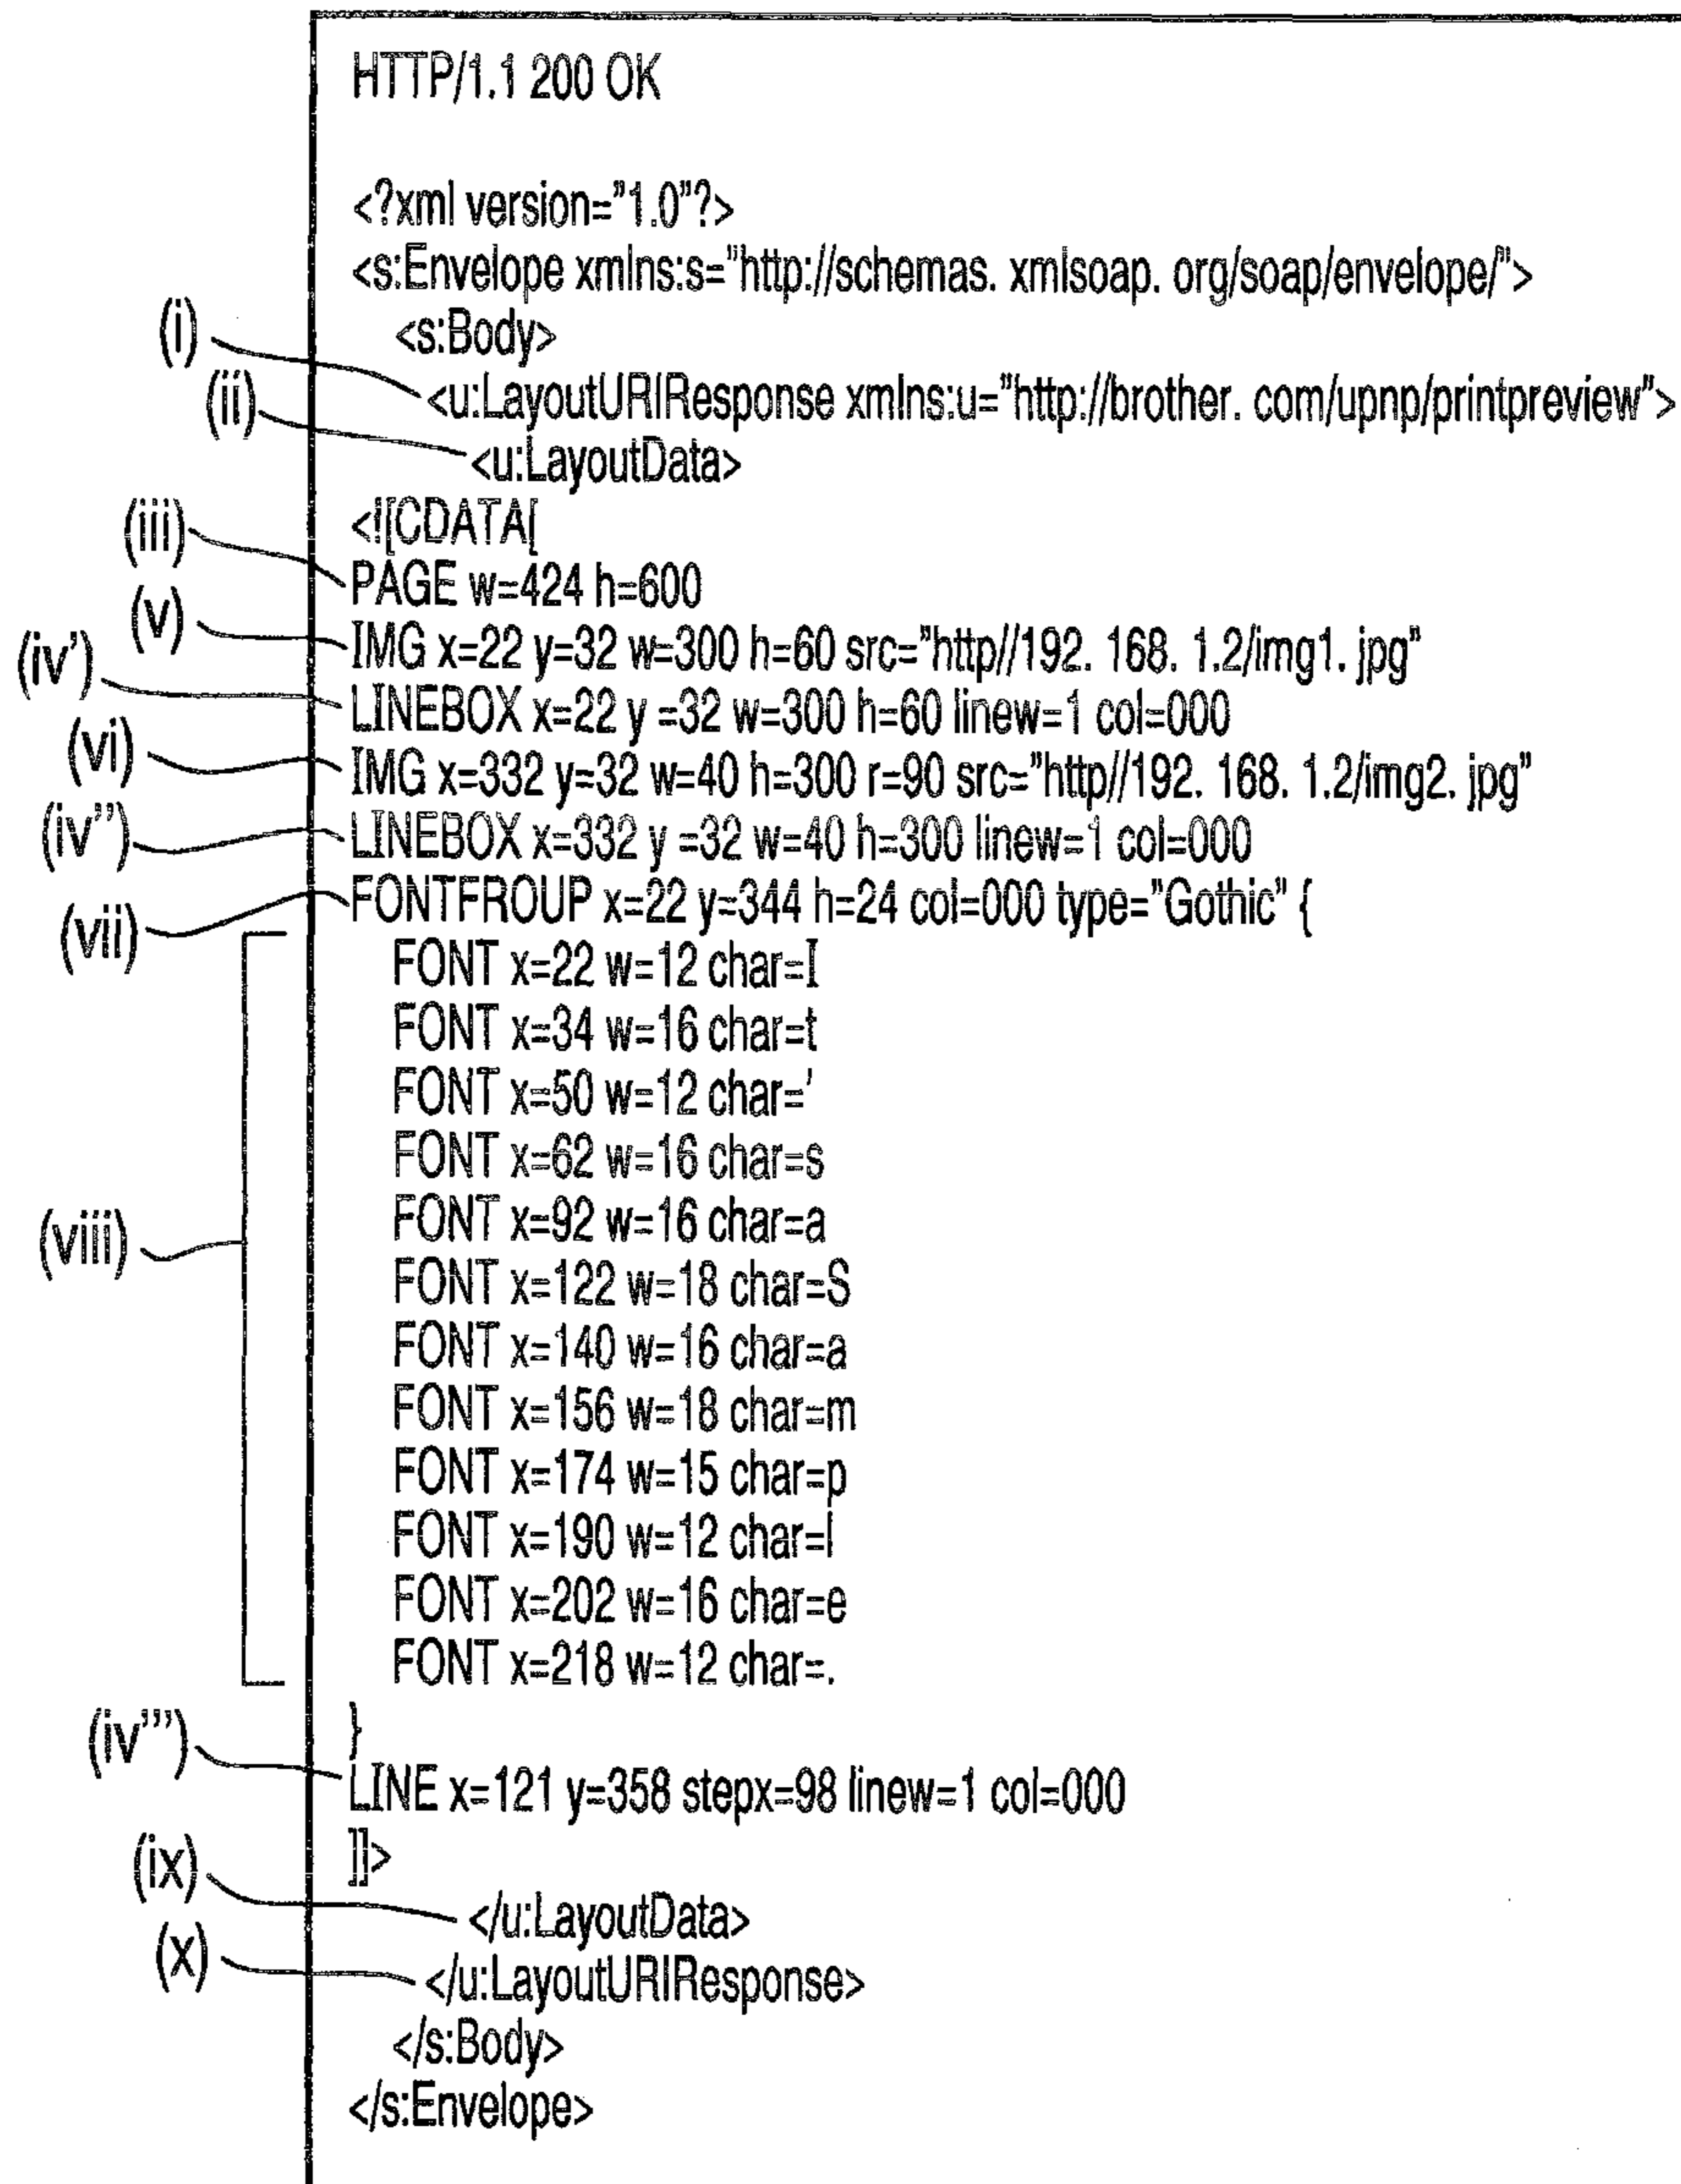 HTTP/1.1 200 OK
<?xml version="1.0"?>
<s:Envelope xmlns:s="http://schemas. xmlsoap. org/soap/envelope/">
<s:Body>
(i) <u:LayoutURIResponse xmlns:u="http://brother. com/upnp/printpreview">
(ii) <u:LayoutData>
<![CDATA[
(iii) PAGE w=424 h=600
(v) IMG x=22 y=32 w=300 h=60 src="http//192. 168. 1.2/img1. jpg"
(iv') LINEBOX x=22 y =32 w=300 h=60 linew=1 col=000
(vi) IMG x=332 y=32 w=40 h=300 r=90 src="http//192. 168. 1.2/img2. jpg"
(iv'') LINEBOX x=332 y =32 w=40 h=300 linew=1 col=000
(vii) FONTFROUP x=22 y=344 h=24 col=000 type="Gothic" {
(viii) FONT x=22 w=12 char=I
FONT x=34 w=16 char=t
FONT x=50 w=12 char='
FONT x=62 w=16 char=s
FONT x=92 w=16 char=a
FONT x=122 w=18 char=S
FONT x=140 w=16 char=a
FONT x=156 w=18 char=m
FONT x=174 w=15 char=p
FONT x=190 w=12 char=l
FONT x=202 w=16 char=e
FONT x=218 w=12 char=.
}
(iv''') LINE x=121 y=358 stepx=98 linew=1 col=000
]]>
(ix) </u:LayoutData>
(x) </u:LayoutURIResponse>
</s:Body>
</s:Envelope>